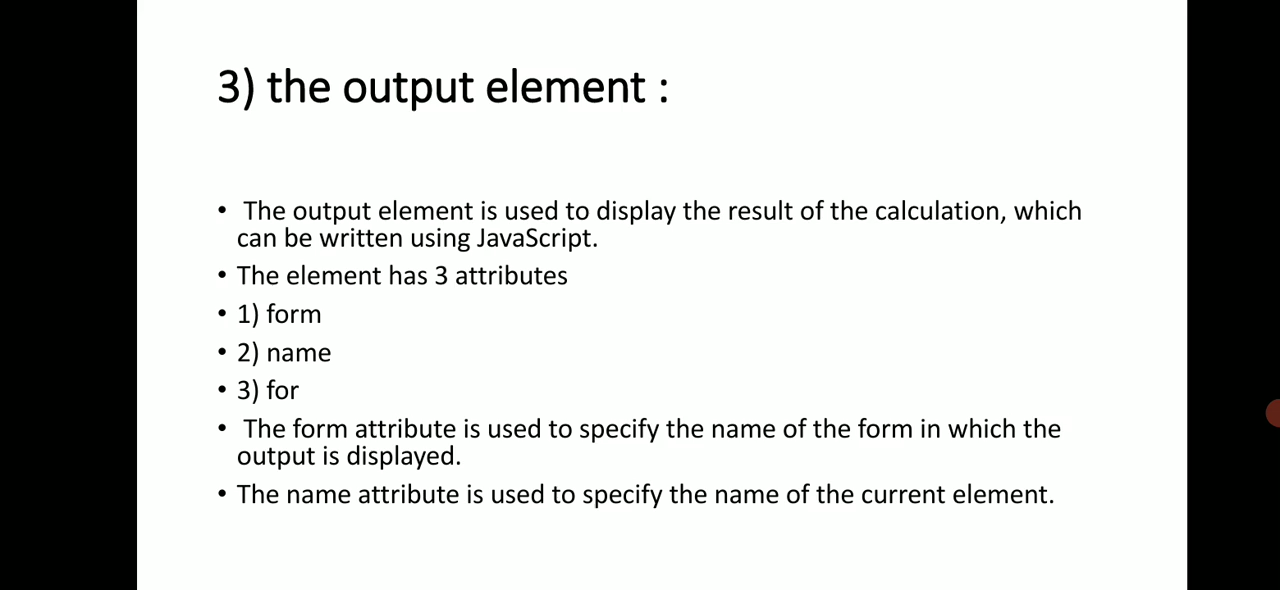 3) the output element :
• The output element is used to display the result of the calculation, which
can be written using JavaScript.
• The element has 3 attributes
• 1) form
• 2) name
• 3) for
• The form attribute is used to specify the name of the form in which the
output is displayed.
• The name attribute is used to specify the name of the current element.